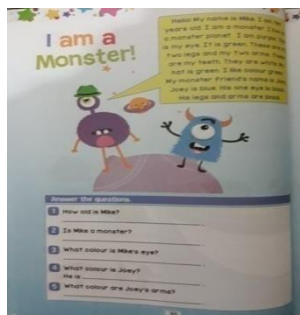 I am a
Monster!
Hello! My name is Mike. I am
years old. I am a monster. I
a monster planet. I am purple.
is my eye. It is green. These are
two legs and my two arms.
are my teeth. They are white.
hat is green. I like colour green.
My monster friend's name is
Joey is blue. His one eye is
His legs and arms are
Answer the questions.
1 How old is Mike?
2 Is Mike a monster?
3 What colour is Mike's eye?
4 What colour is Joey?
He is
5 What colour are Joey's arms?